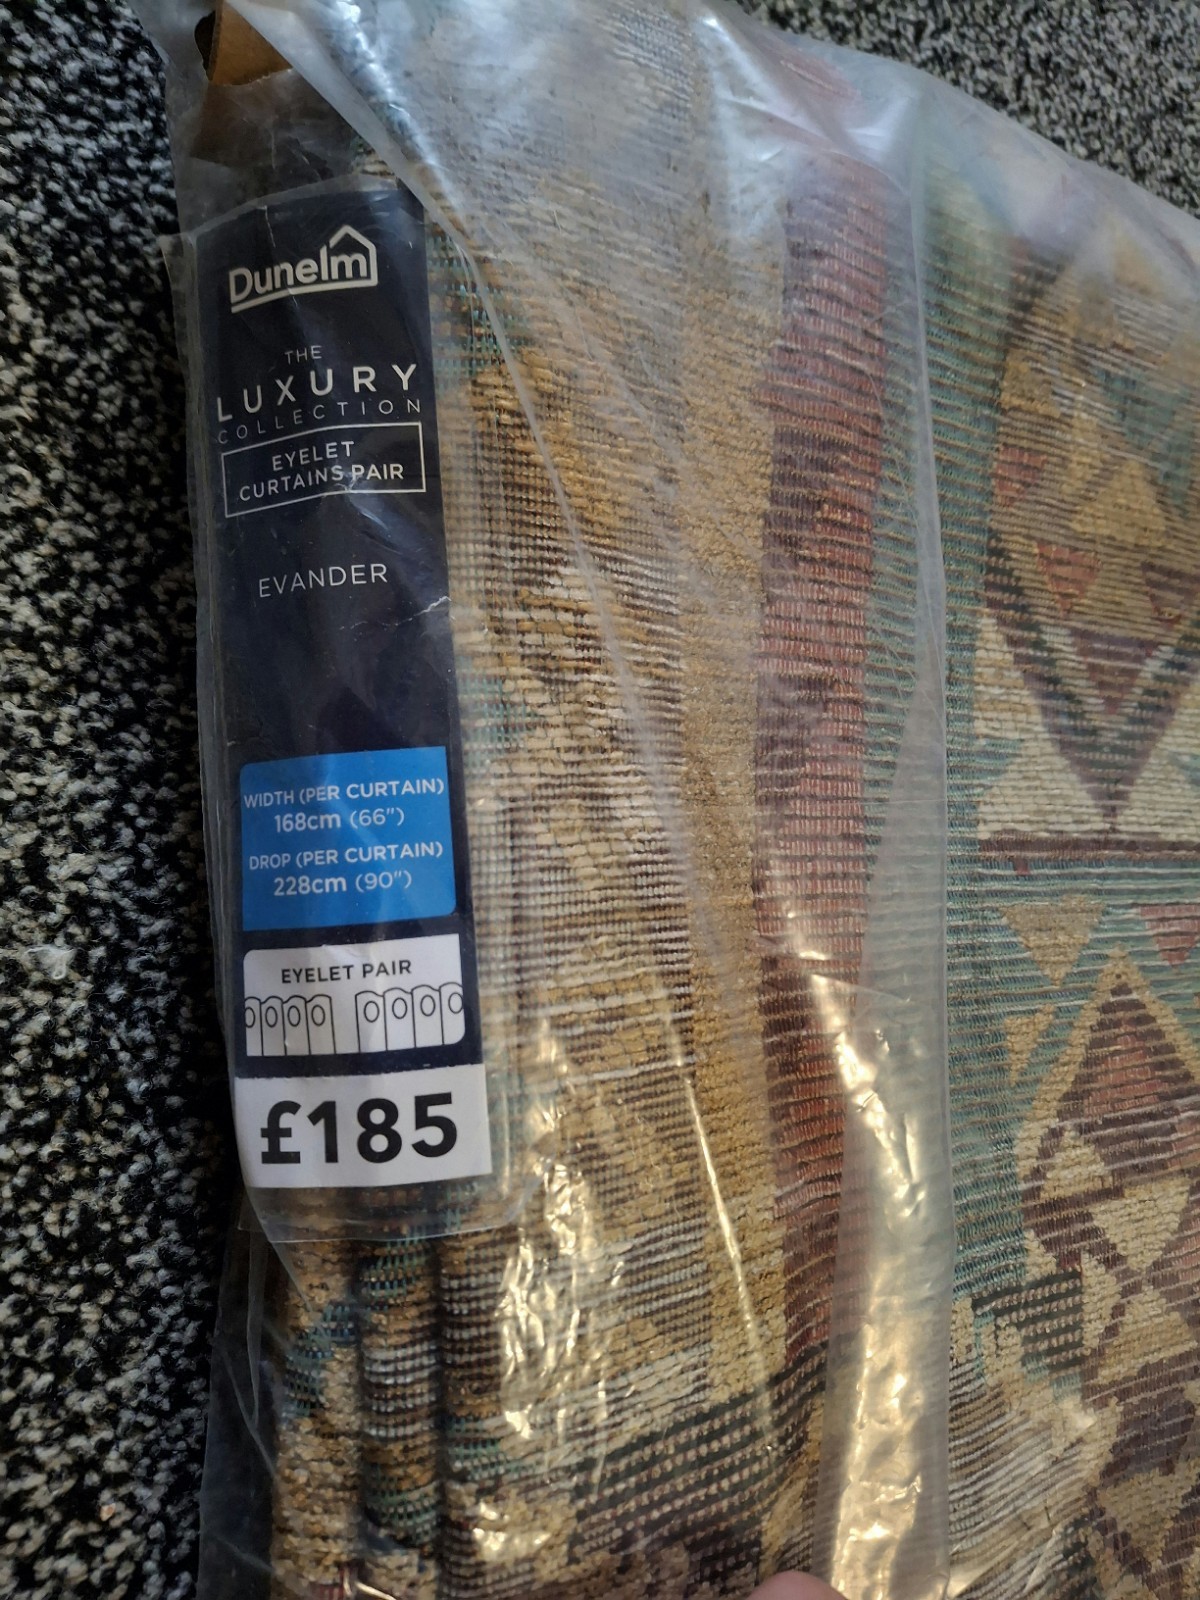 Dunelm
THE
LUXURY
COLLECTION
EYELET
CURTAINS PAIR
EVANDER
WIDTH (PER CURTAIN)
168cm (66")
DROP (PER CURTAIN)
228cm (90")
EYELET PAIR
£185